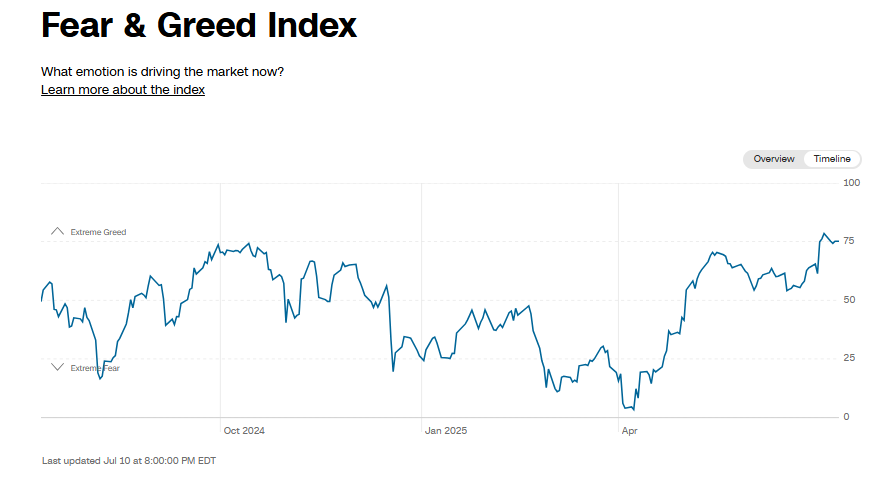 Fear & Greed Index
What emotion is driving the market now?
Learn more about the index
Overview Timeline
100
Extreme Greed
75
50
25
Extreme Fear
0
Oct 2024 Jan 2025 Apr
Last updated Jul 10 at 8:00:00 PM EDT